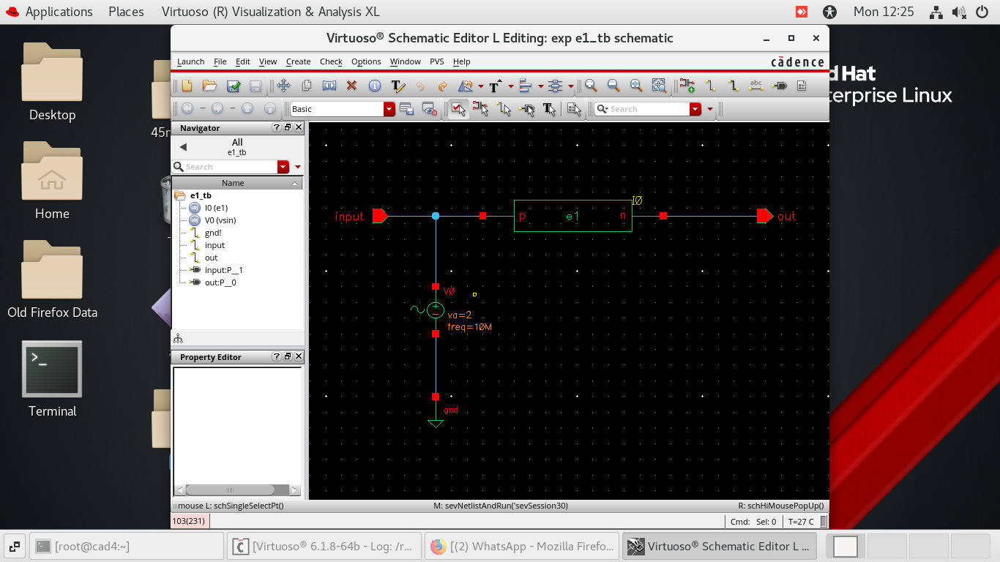 Applications Places Virtuoso (R) Visualization & Analysis XL Mon 12:25
Virtuoso® Schematic Editor L Editing: exp e1_tb schematic
Launch File Edit View Create Check Options Window PVS Help cādence
abc
Basic Search
Navigator
All
e1_tb
Search
Name
e1_tb
obj I0 (e1)
obj V0 (vsin)
gnd!
input
out
input:P__1
out:P__0
Property Editor
input p e1 n I0 out
V0
va=2
freq=10M
gnd
mouse L: schSingleSelectPt() M: sevNetlistAndRun('sevSession30) R: schHiMousePopUp()
103(231) Cmd: Sel: 0 T=27 C
Desktop
Home
Old Firefox Data
Terminal
Hat
Enterprise Linux
[root@cad4:~] [Virtuoso® 6.1.8-64b - Log: /r... [(2) WhatsApp - Mozilla Firefo... Virtuoso® Schematic Editor L ...